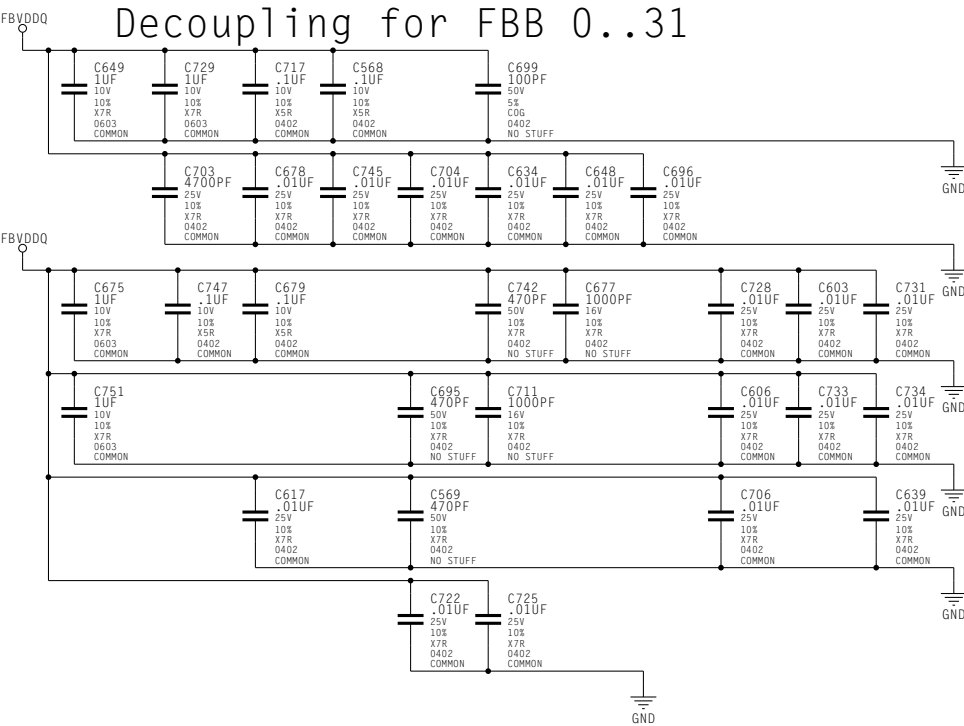 FBVDDQ
Decoupling for FBB 0..31
C649
1UF
10V
10%
X7R
0603
COMMON
C729
1UF
10V
10%
X7R
0603
COMMON
C717
.1UF
10V
10%
X5R
0402
COMMON
C568
.1UF
10V
10%
X5R
0402
COMMON
C699
100PF
50V
5%
COG
0402
NO STUFF
GND
C703
4700PF
25V
10%
X7R
0402
COMMON
C678
.01UF
25V
10%
X7R
0402
COMMON
C745
.01UF
25V
10%
X7R
0402
COMMON
C704
.01UF
25V
10%
X7R
0402
COMMON
C634
.01UF
25V
10%
X7R
0402
COMMON
C648
.01UF
25V
10%
X7R
0402
COMMON
C696
.01UF
25V
10%
X7R
0402
COMMON
GND
FBVDDQ
C675
1UF
10V
10%
X7R
0603
COMMON
C747
.1UF
10V
10%
X5R
0402
COMMON
C679
.1UF
10V
10%
X5R
0402
COMMON
C742
470PF
50V
10%
X7R
0402
NO STUFF
C677
1000PF
16V
10%
X7R
0402
NO STUFF
C728
.01UF
25V
10%
X7R
0402
COMMON
C603
.01UF
25V
10%
X7R
0402
COMMON
C731
.01UF
25V
10%
X7R
0402
COMMON
GND
C751
1UF
10V
10%
X7R
0603
COMMON
C695
470PF
50V
10%
X7R
0402
NO STUFF
C711
1000PF
16V
10%
X7R
0402
NO STUFF
C606
.01UF
25V
10%
X7R
0402
COMMON
C733
.01UF
25V
10%
X7R
0402
COMMON
C734
.01UF
25V
10%
X7R
0402
COMMON
GND
C617
.01UF
25V
10%
X7R
0402
COMMON
C569
470PF
50V
10%
X7R
0402
NO STUFF
C706
.01UF
25V
10%
X7R
0402
COMMON
C639
.01UF
25V
10%
X7R
0402
COMMON
GND
C722
.01UF
25V
10%
X7R
0402
COMMON
C725
.01UF
25V
10%
X7R
0402
COMMON
GND